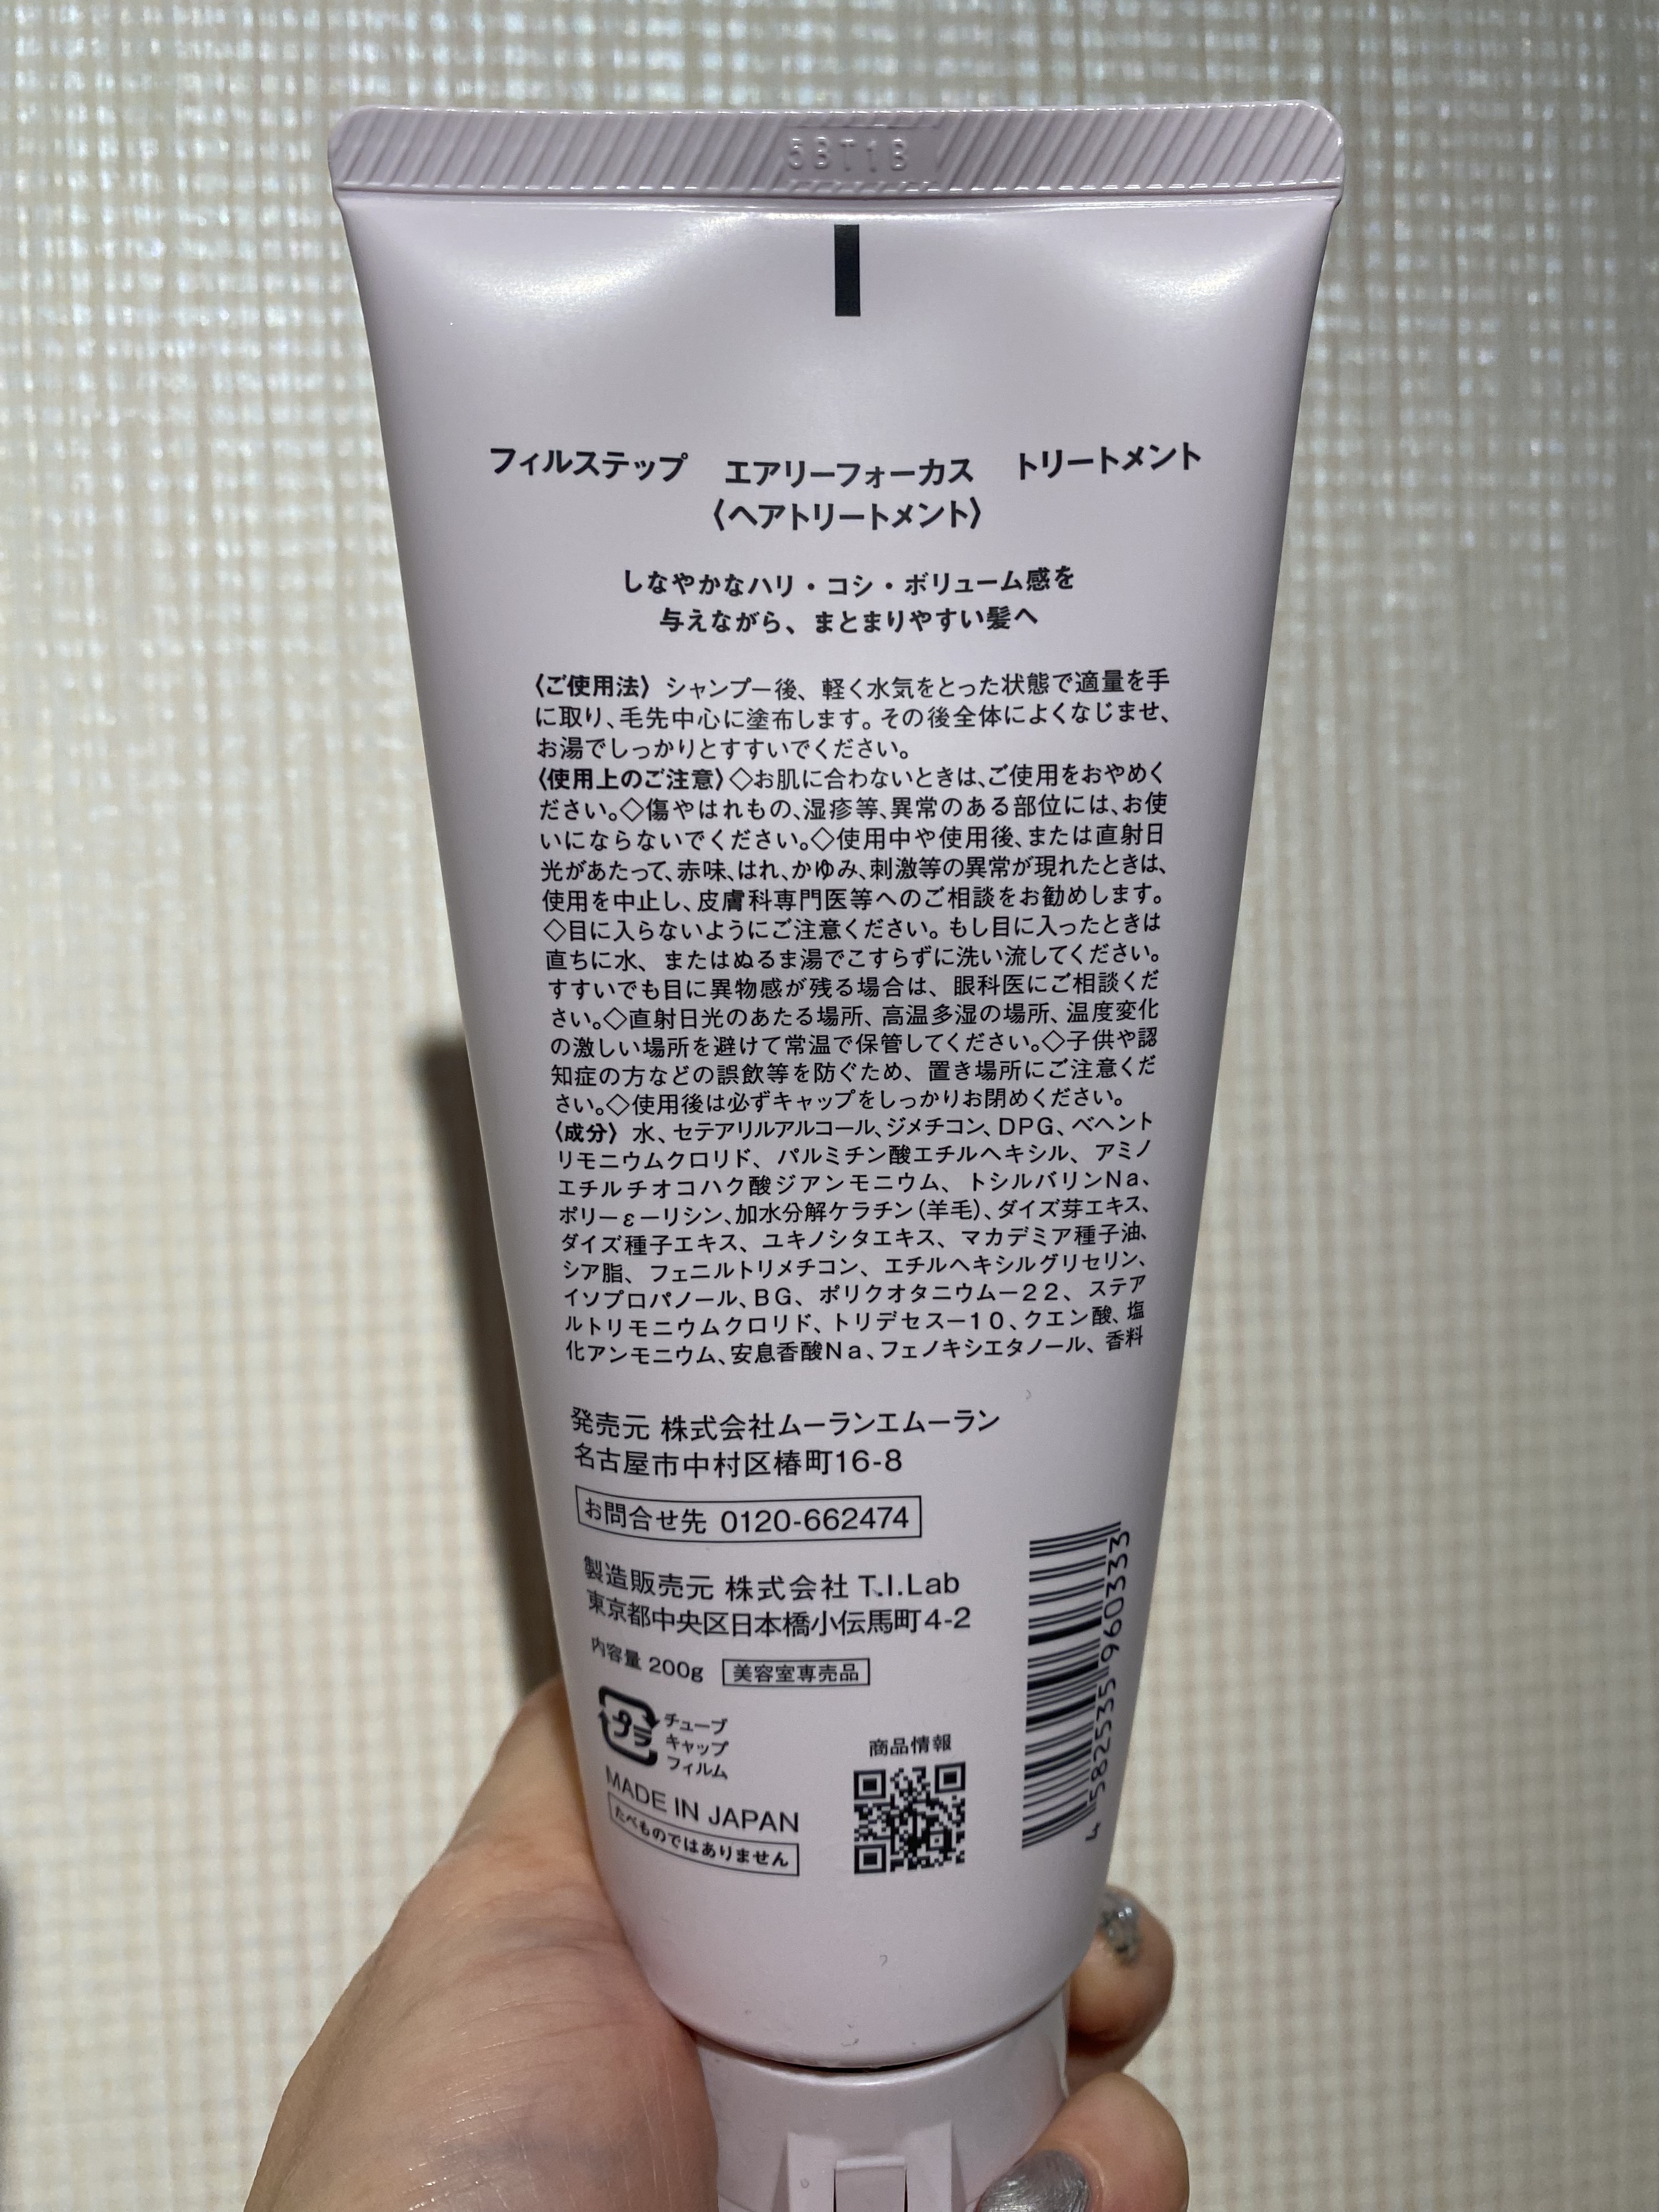 5BT1B
フィルステップ　エアリーフォーカス　トリートメント
〈ヘアトリートメント〉
しなやかなハリ・コシ・ボリューム感を
与えながら、まとまりやすい髪へ
〈ご使用法〉シャンプー後、軽く水気をとった状態で適量を手
に取り、毛先中心に塗布します。その後全体によくなじませ、
お湯でしっかりとすすいでください。
〈使用上のご注意〉◇お肌に合わないときは、ご使用をおやめく
ださい。◇傷やはれもの、湿疹等、異常のある部位には、お使
いにならないでください。◇使用中や使用後、または直射日
光があたって、赤味、はれ、かゆみ、刺激等の異常が現れたときは、
使用を中止し、皮膚科専門医等へのご相談をお勧めします。
◇目に入らないようにご注意ください。もし目に入ったときは
直ちに水、またはぬるま湯でこすらずに洗い流してください。
すすいでも目に異物感が残る場合は、眼科医にご相談くだ
さい。◇直射日光のあたる場所、高温多湿の場所、温度変化
の激しい場所を避けて常温で保管してください。◇子供や認
知症の方などの誤飲等を防ぐため、置き場所にご注意くだ
さい。◇使用後は必ずキャップをしっかりお閉めください。
〈成分〉水、セテアリルアルコール、ジメチコン、DPG、ベヘント
リモニウムクロリド、パルミチン酸エチルヘキシル、アミノ
エチルチオコハク酸ジアンモニウム、トシルバリンNa、
ポリーεーリシン、加水分解ケラチン（羊毛）、ダイズ芽エキス、
ダイズ種子エキス、ユキノシタエキス、マカデミア種子油、
シア脂、フェニルトリメチコン、エチルヘキシルグリセリン、
イソプロパノール、BG、ポリクオタニウムー22、ステア
ルトリモニウムクロリド、トリデセスー10、クエン酸、塩
化アンモニウム、安息香酸Na、フェノキシエタノール、香料
発売元 株式会社ムーランエムーラン
名古屋市中村区椿町16-8
お問合せ先 0120-662474
製造販売元 株式会社 T.I.Lab
東京都中央区日本橋小伝馬町4-2
内容量 200g 美容室専売品
プラ
チューブ
キャップ
フィルム
MADE IN JAPAN
たべものではありません
商品情報
4 582535 960333